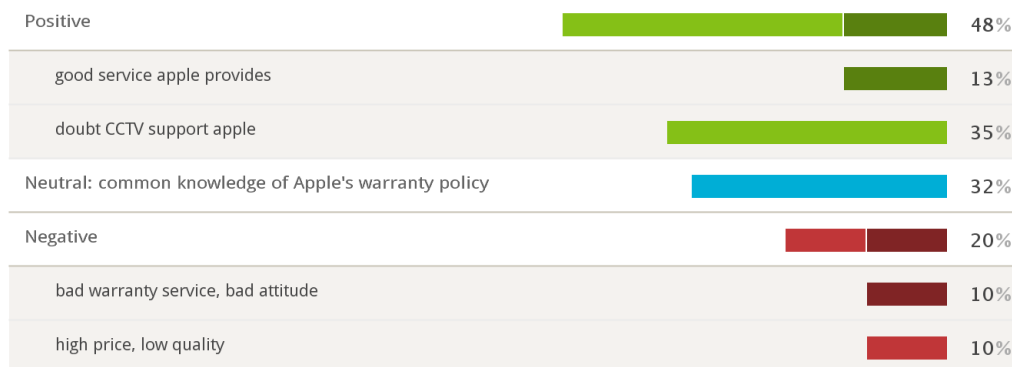 Positive 48%
good service apple provides 13%
doubt CCTV support apple 35%
Neutral: common knowledge of Apple's warranty policy 32%
Negative 20%
bad warranty service, bad attitude 10%
high price, low quality 10%